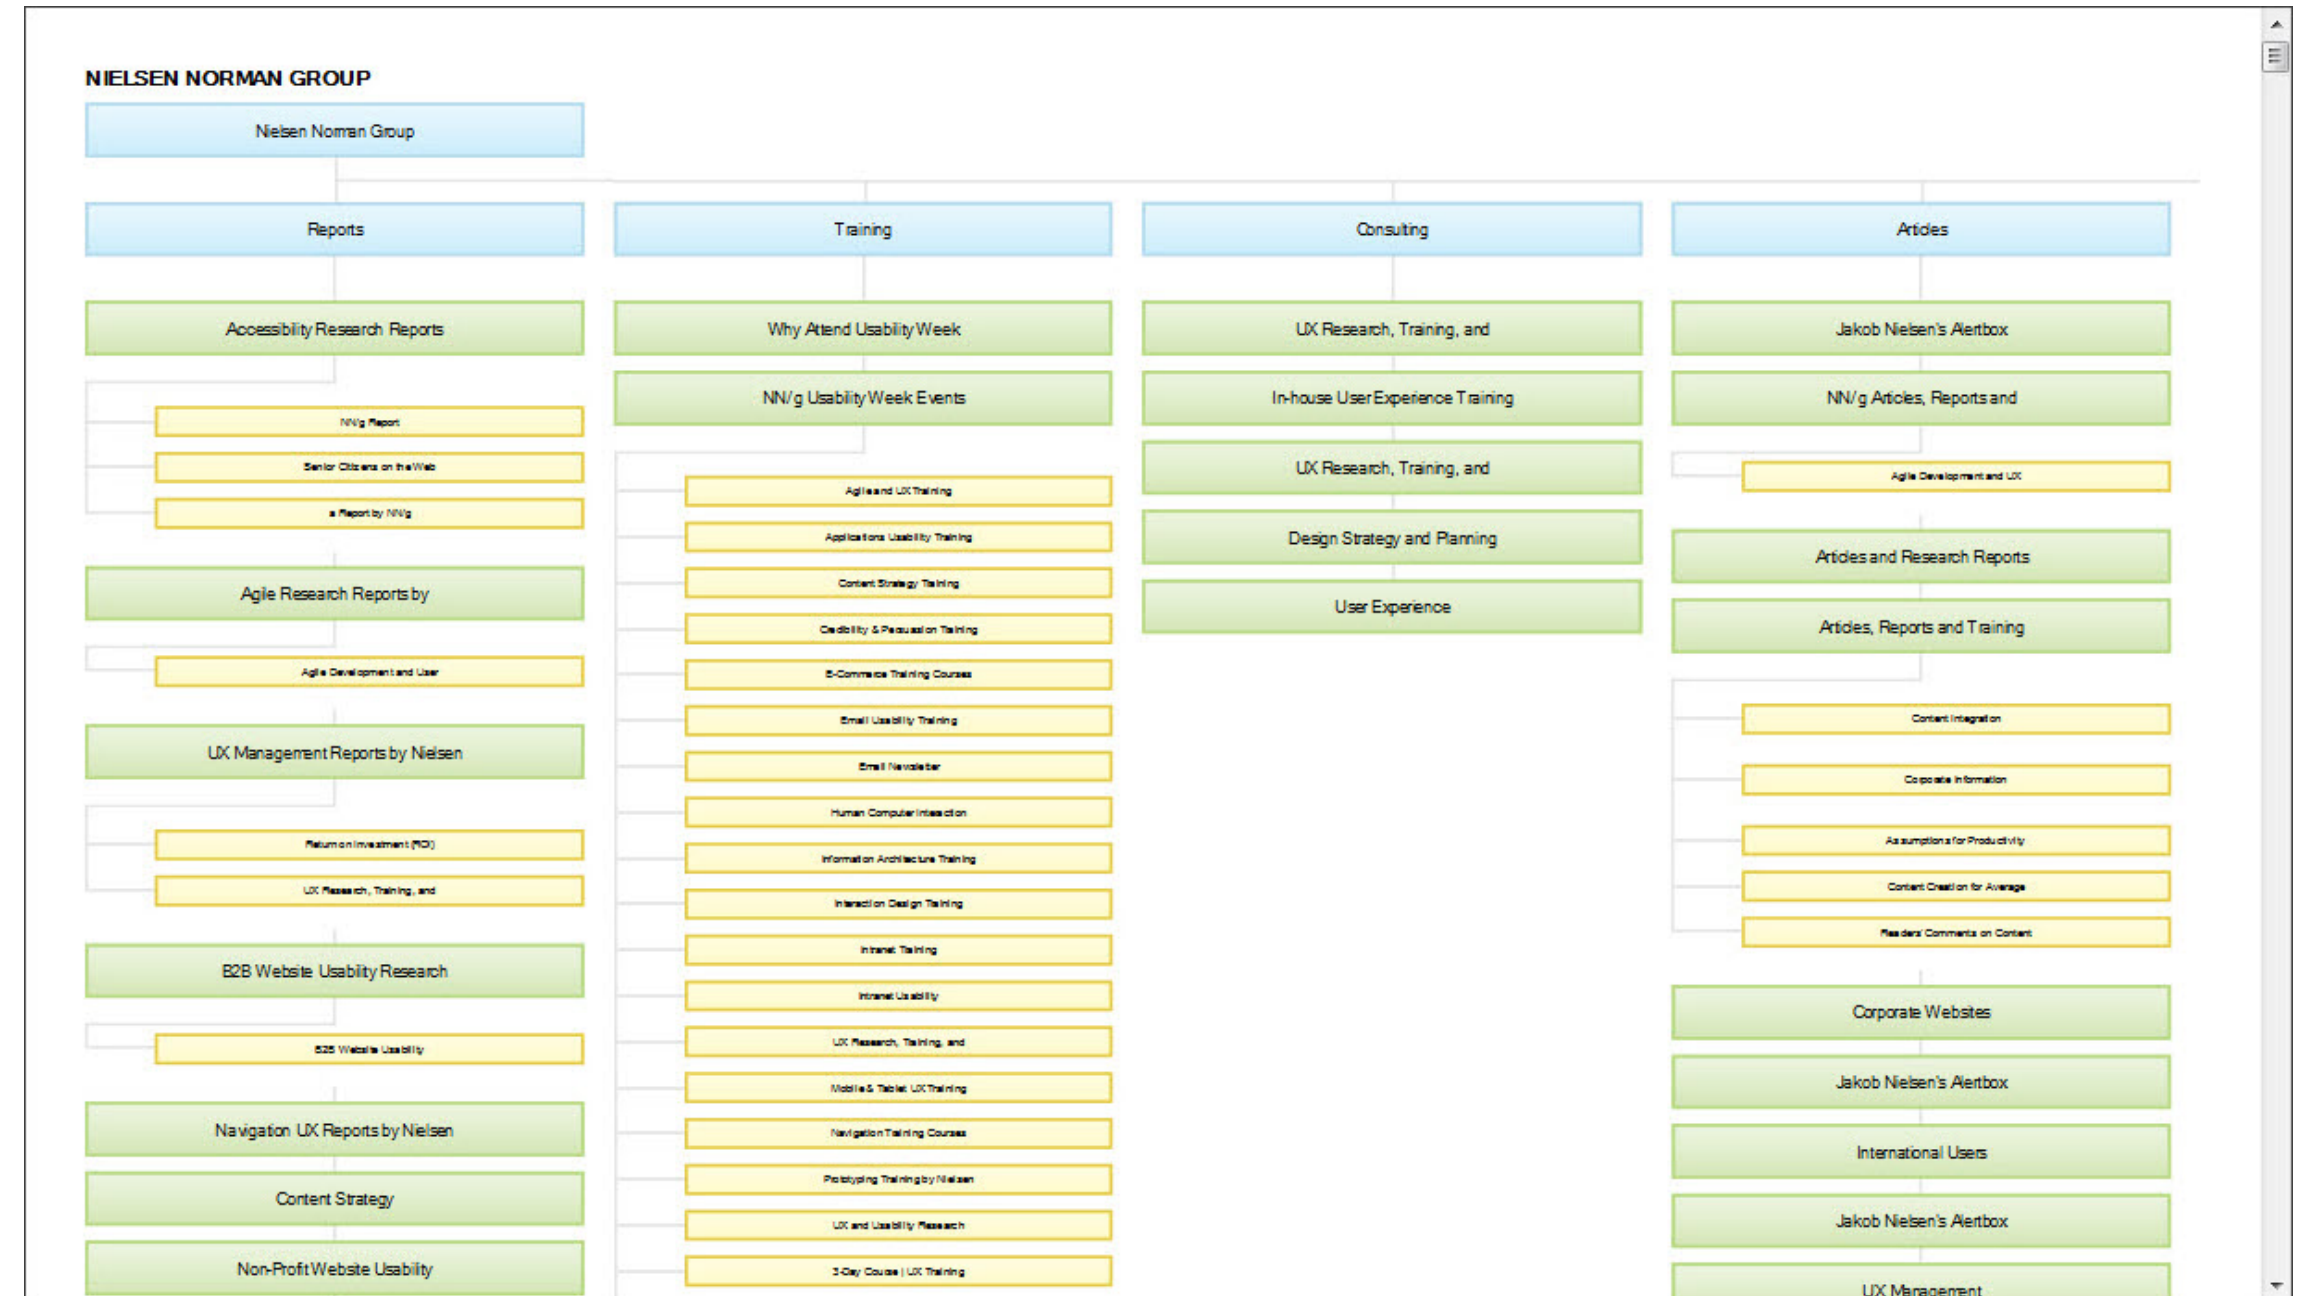 NIELSEN NORMAN GROUP
Nielsen Norman Group
Reports
Accessibility Research Reports
NN/g Report
Senior Citizens on the Web
a Report by NN/g
Agile Research Reports by
Agile Development and User
UX Management Reports by Nielsen
Return on Investment (ROI)
UX Research, Training, and
B2B Website Usability Research
B2B Website Usability
Navigation UX Reports by Nielsen
Content Strategy
Non-Profit Website Usability
Training
Why Attend Usability Week
NN/g Usability Week Events
Agile and UX Training
Applications Usability Training
Content Strategy Training
Credibility & Persuasion Training
E-Commerce Training Courses
Email Usability Training
Email Newsletter
Human Computer Interaction
Information Architecture Training
Interaction Design Training
Intranet Training
Intranet Usability
UX Research, Training, and
Mobile & Tablet UX Training
Navigation Training Courses
Prototyping Training by Nielsen
UX and Usability Research
3-Day Course | UX Training
Consulting
UX Research, Training, and
In-house User Experience Training
UX Research, Training, and
Design Strategy and Planning
User Experience
Articles
Jakob Nielsen's Alertbox
NN/g Articles, Reports and
Agile Development and UX
Articles and Research Reports
Articles, Reports and Training
Content Integration
Corporate Information
Assumptions for Productivity
Content Creation for Average
Readers' Comments on Content
Corporate Websites
Jakob Nielsen's Alertbox
International Users
Jakob Nielsen's Alertbox
UX Management